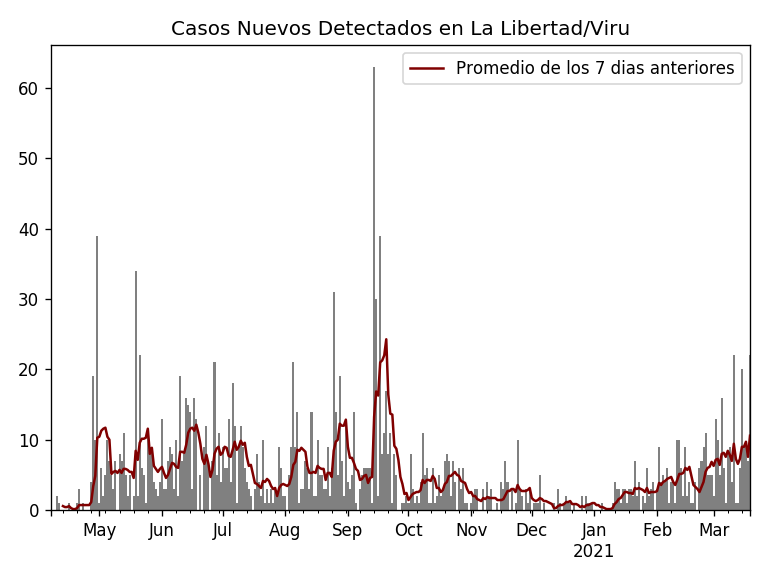 Casos Nuevos Detectados en La Libertad/Viru
Promedio de los 7 dias anteriores
60
50
40
30
20
10
0
May Jun Jul Aug Sep Oct Nov Dec Jan Feb Mar
2021